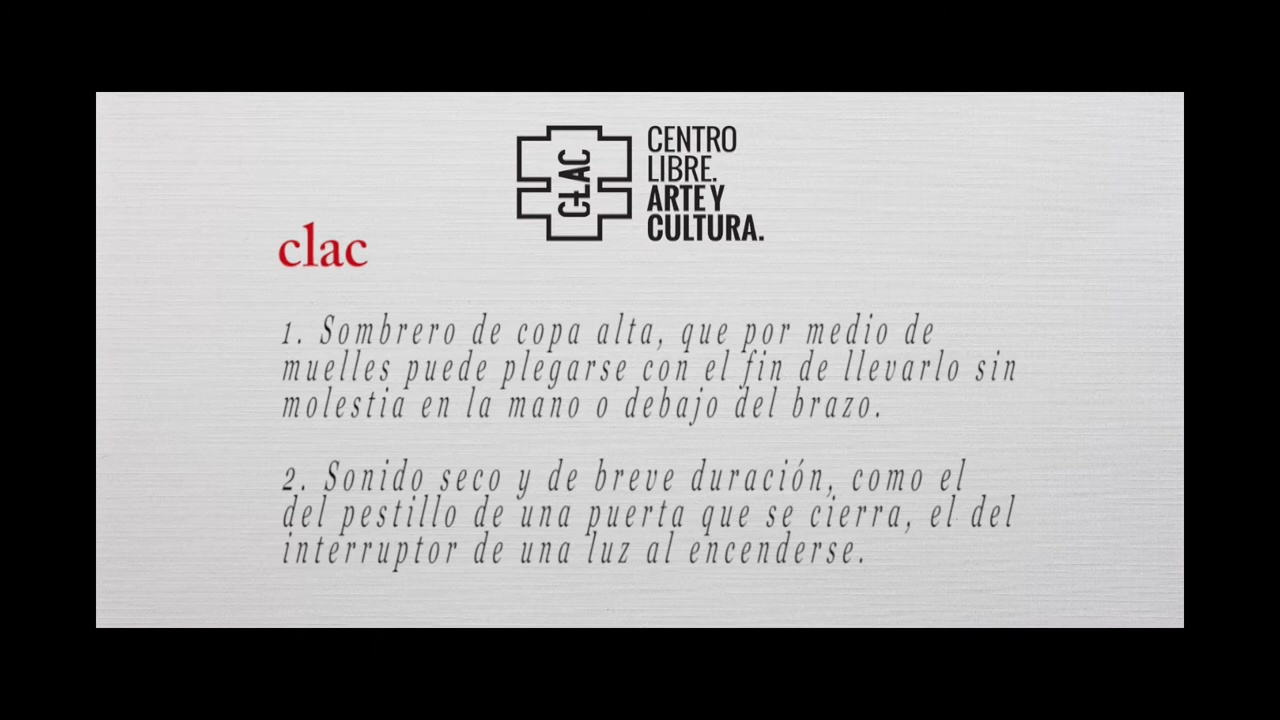 CLAC
CENTRO
LIBRE.
ARTE Y
CULTURA.
clac
1. Sombrero de copa alta, que por medio de
muelles puede plegarse con el fin de llevarlo sin
molestia en la mano o debajo del brazo.
2. Sonido seco y de breve duración, como el
del pestillo de una puerta que se cierra, el del
interruptor de una luz al encenderse.